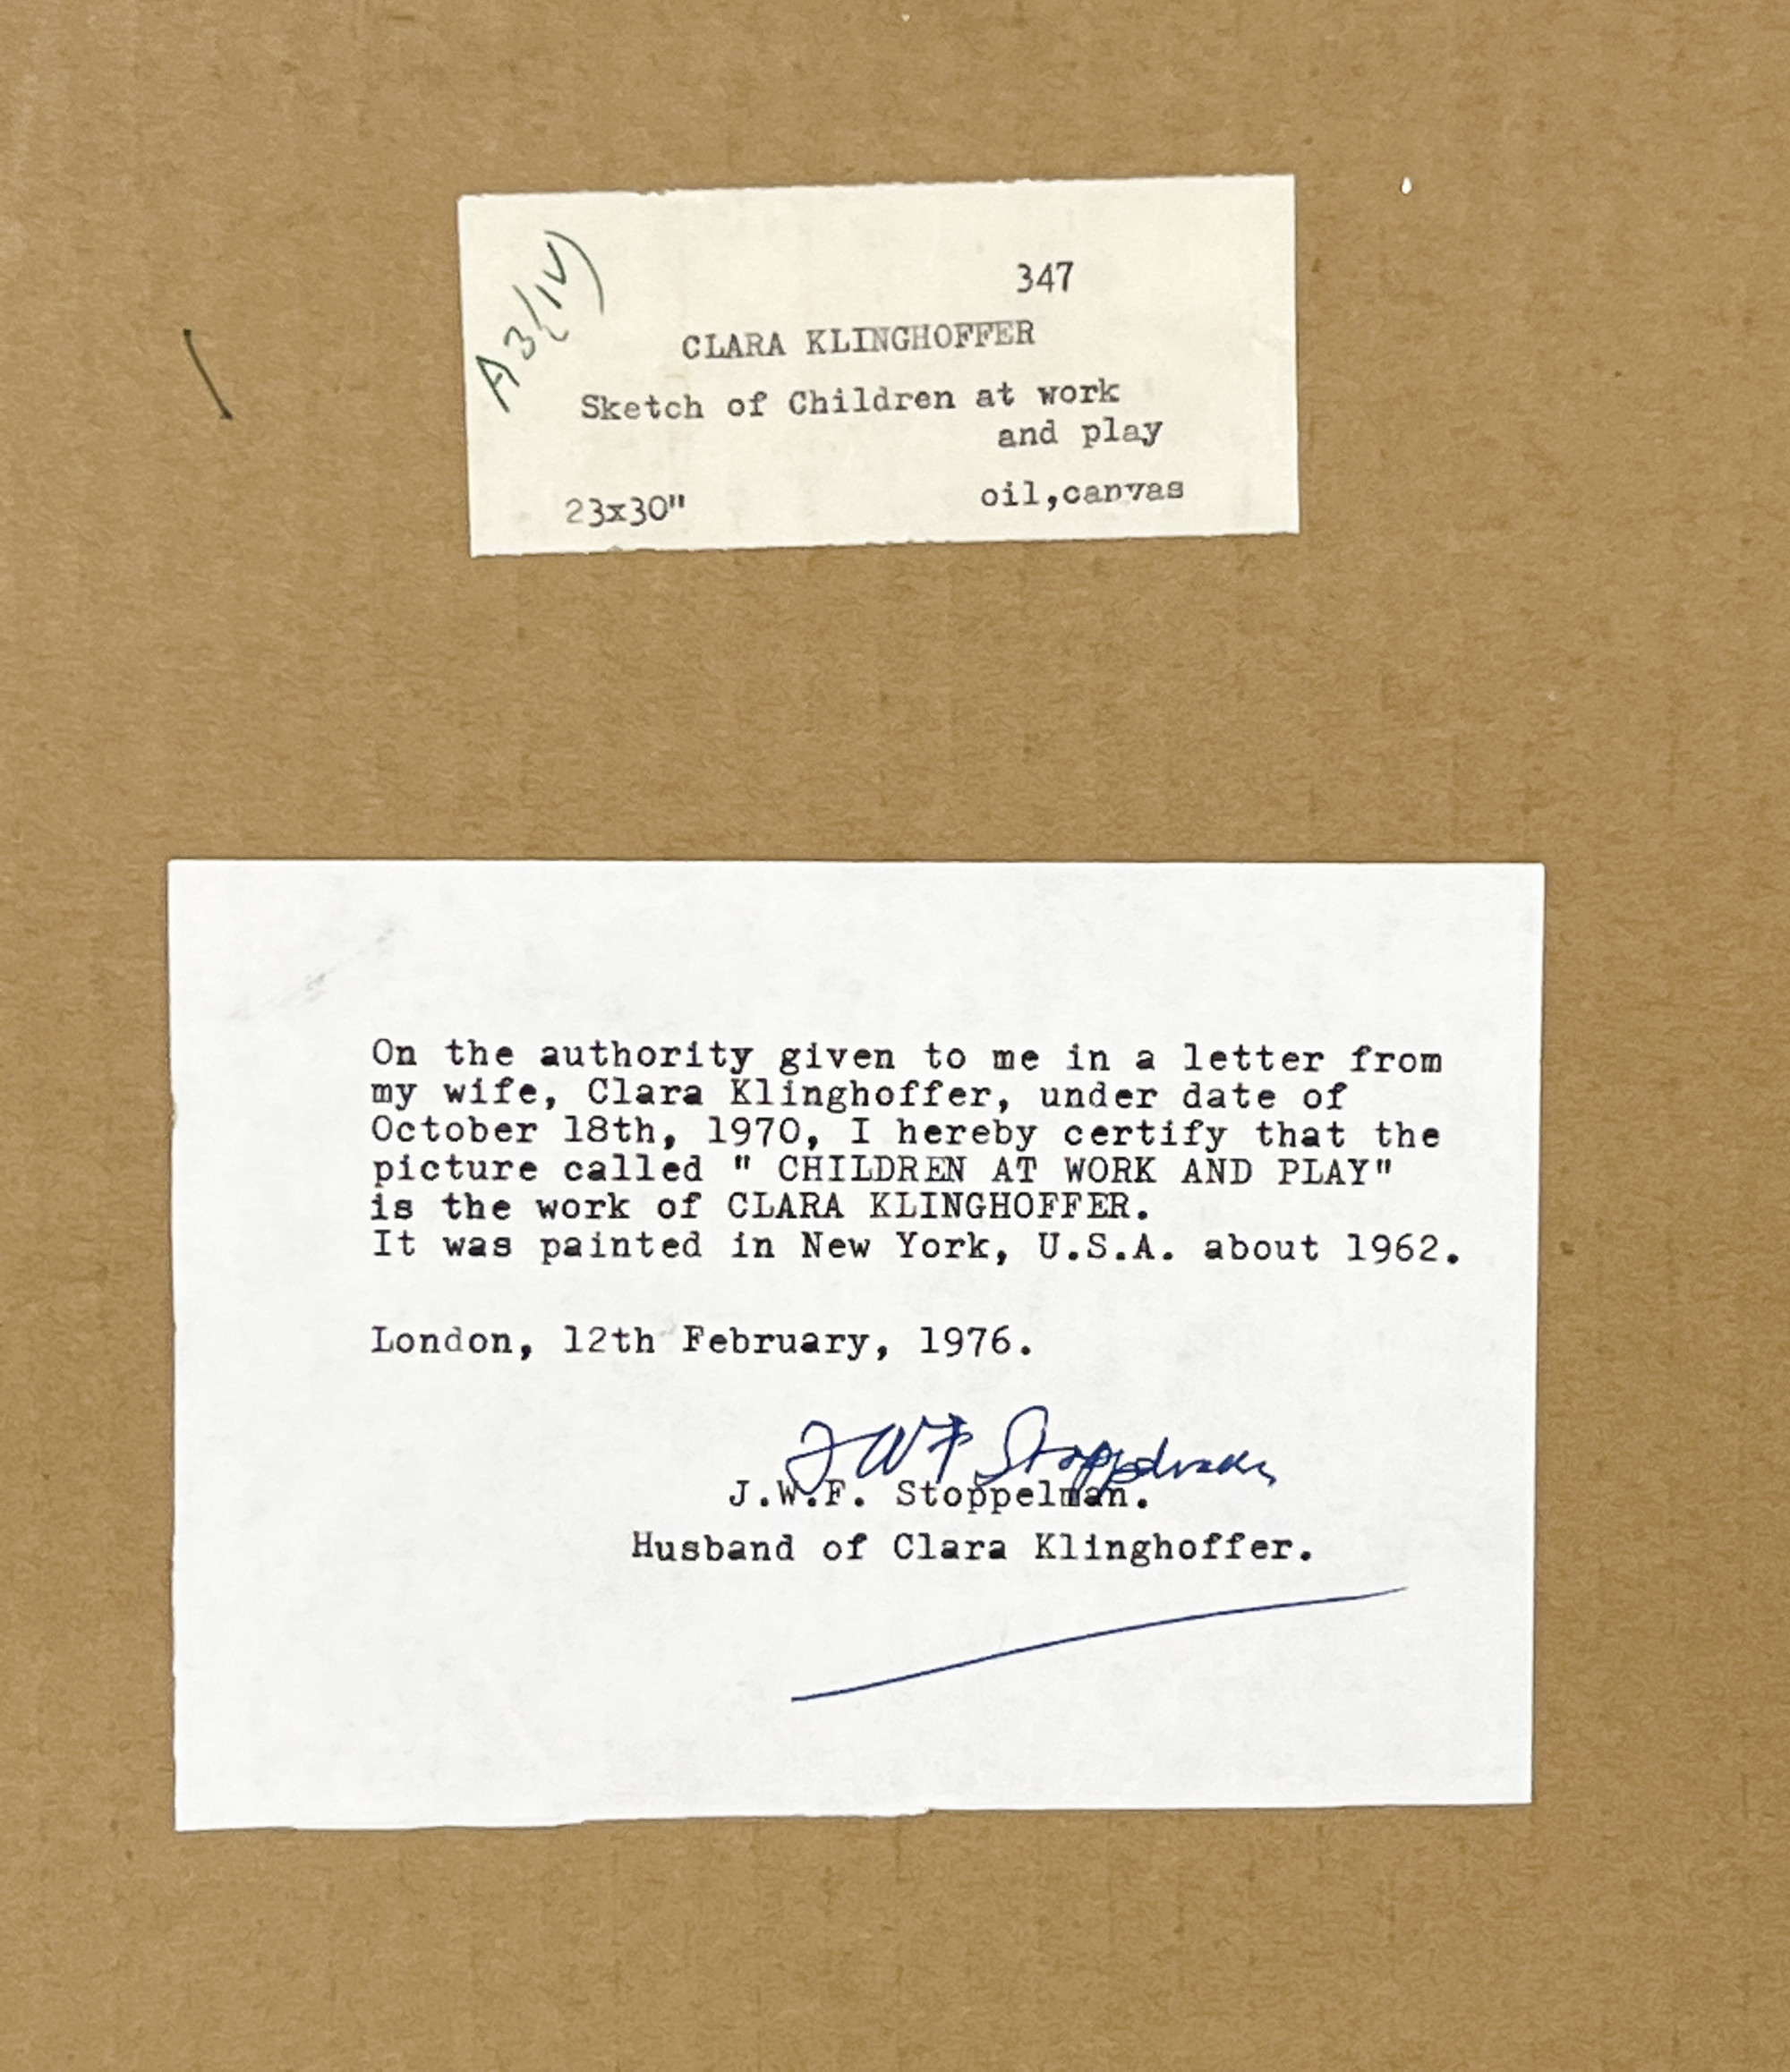 A3(iv)
347
CLARA KLINGHOFFER
Sketch of Children at work
and play
23x30" oil,canvas
On the authority given to me in a letter from
my wife, Clara Klinghoffer, under date of
October 18th, 1970, I hereby certify that the
picture called " CHILDREN AT WORK AND PLAY"
is the work of CLARA KLINGHOFFER.
It was painted in New York, U.S.A. about 1962.
London, 12th February, 1976.
JWF Stoppelman
J.W.F. Stoppelman.
Husband of Clara Klinghoffer.